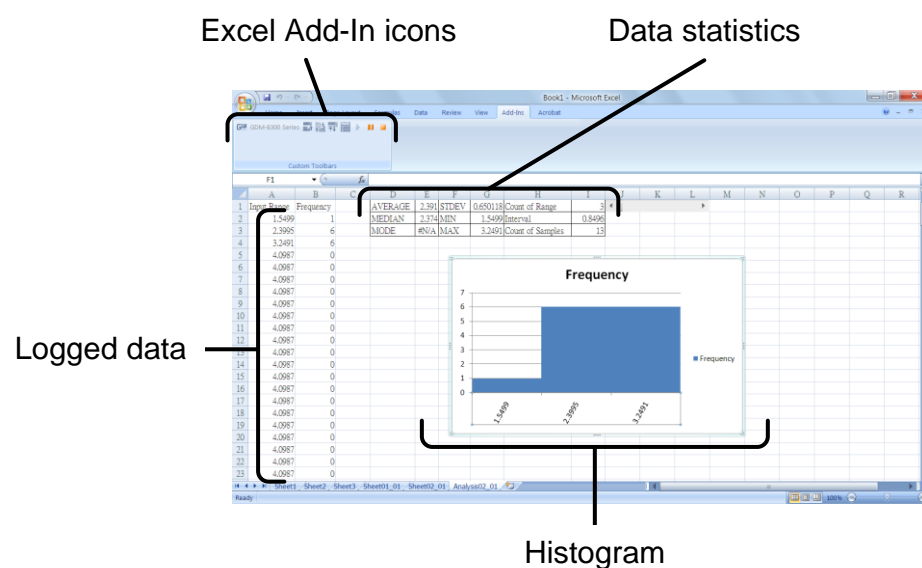 Excel Add-In icons
Data statistics
Book1 - Microsoft Excel
Data Review View Add-Ins Acrobat
GDM-8300 Series
Custom Toolbars
F1 fx
A B C D E F G H I J K L M N O P Q R
1 Input Range Frequency AVERAGE 2.391 STDEV 0.650118 Count of Range 3
2 1.5499 1 MEDIAN 2.374 MIN 1.5499 Interval 0.8496
3 2.3995 6 MODE #N/A MAX 3.2491 Count of Samples 13
4 3.2491 6
5 4.0987 0
6 4.0987 0
7 4.0987 0
8 4.0987 0
9 4.0987 0
10 4.0987 0
11 4.0987 0
12 4.0987 0
13 4.0987 0
14 4.0987 0
15 4.0987 0
16 4.0987 0
17 4.0987 0
18 4.0987 0
19 4.0987 0
20 4.0987 0
21 4.0987 0
22 4.0987 0
23 4.0987 0
Frequency
7
6
5
4
3
2
1
0
1.5499 2.3995 3.2491
Frequency
Logged data
Sheet1 Sheet2 Sheet3 Sheet01_01 Sheet02_01 Analysis02_01
Ready 100%
Histogram